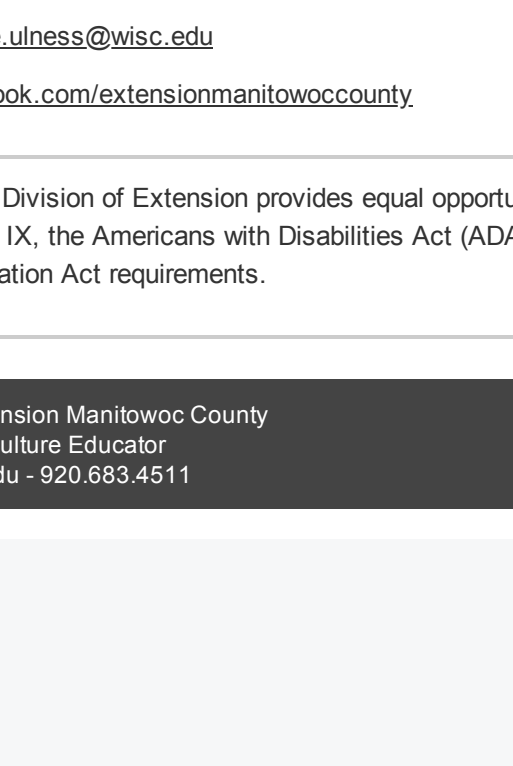 .ulness@wisc.edu
ook.com/extensionmanitowoccounty
Division of Extension provides equal opportu
IX, the Americans with Disabilities Act (ADA
ation Act requirements.
nsion Manitowoc County
ulture Educator
du - 920.683.4511